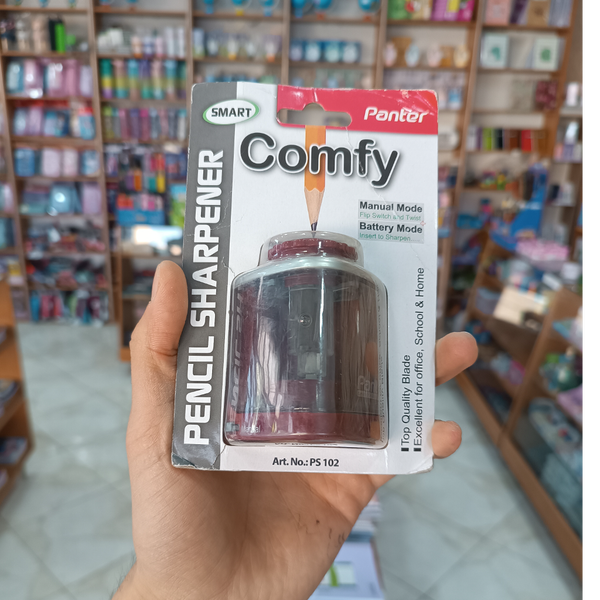 SMART
Panter
Comfy
PENCIL SHARPENER
Manual Mode
Flip Switch and Twist
Battery Mode
Insert to Sharpen
Top Quality Blade
Excellent for office, School & Home
Art. No.: PS 102